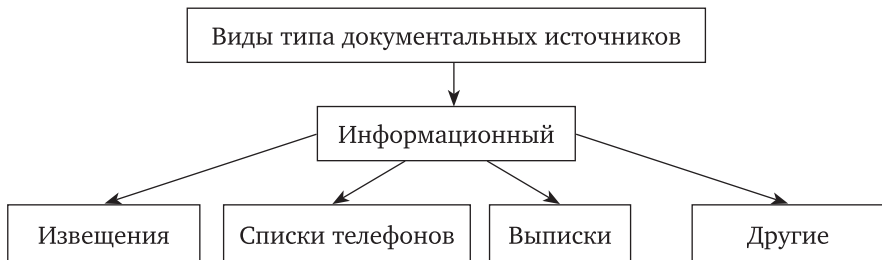 Виды типа документальных источников
Информационный
Извещения
Списки телефонов
Выписки
Другие